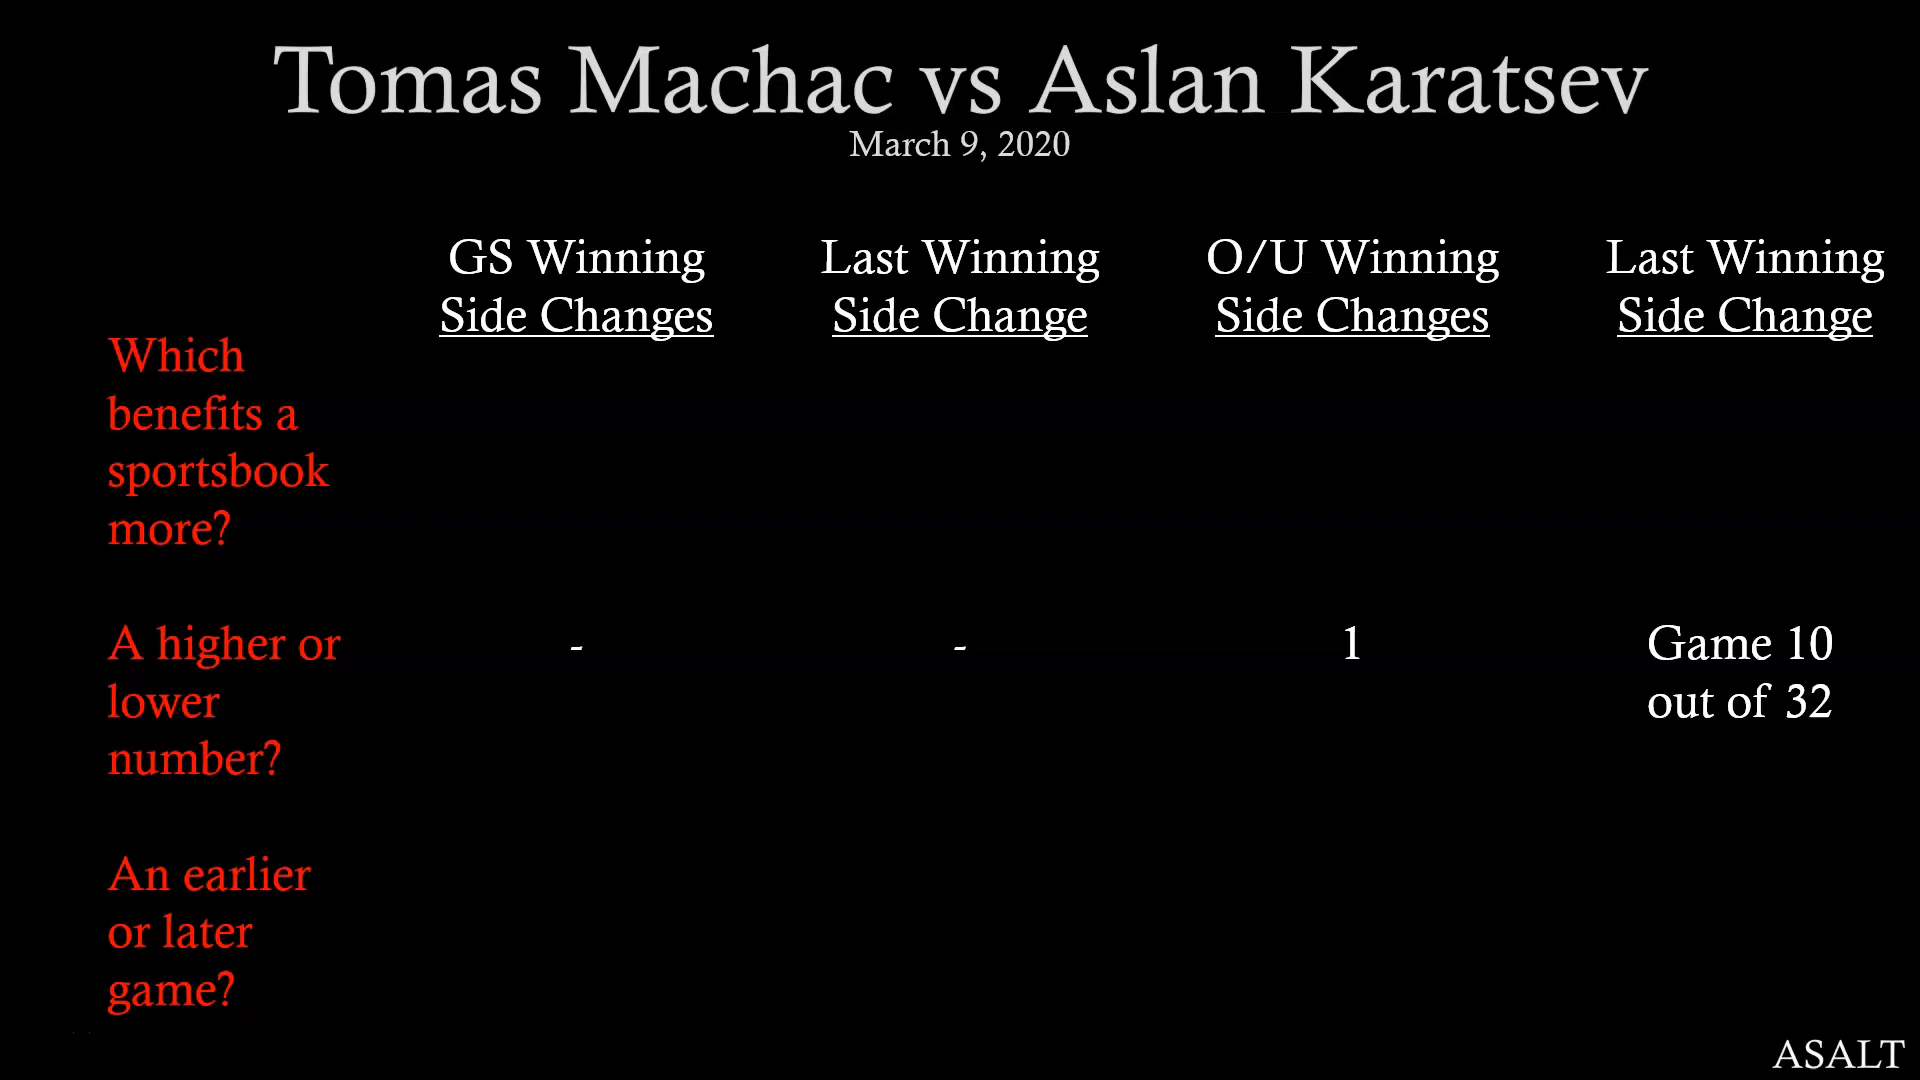 Tomas Machac vs Aslan Karatsev
March 9, 2020
GS Winning
Side Changes
Last Winning
Side Change
O/U Winning
Side Changes
Last Winning
Side Change
Which
benefits a
sportsbook
more?
A higher or
lower
number?
-
-
1
Game 10
out of 32
An earlier
or later
game?
ASALT